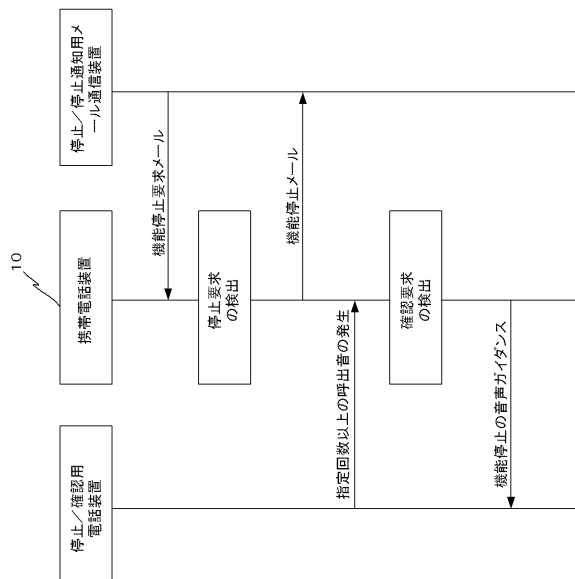 10
停止／確認用
電話装置
携帯電話装置
停止／停止通知用メ
ール通信装置
機能停止要求メール
停止要求
の検出
機能停止メール
指定回数以上の呼出音の発生
確認要求
の検出
機能停止の音声ガイダンス